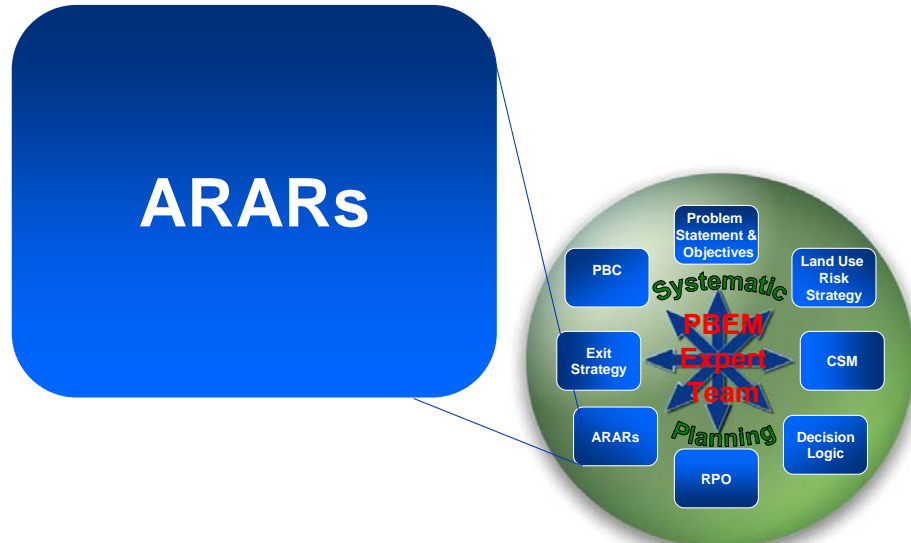 ARARs
Problem
Statement &
Objectives
PBC
Land Use
Risk
Strategy
Systematic
PBEM
Expert
Team
Exit
Strategy
CSM
ARARs
Planning
Decision
Logic
RPO